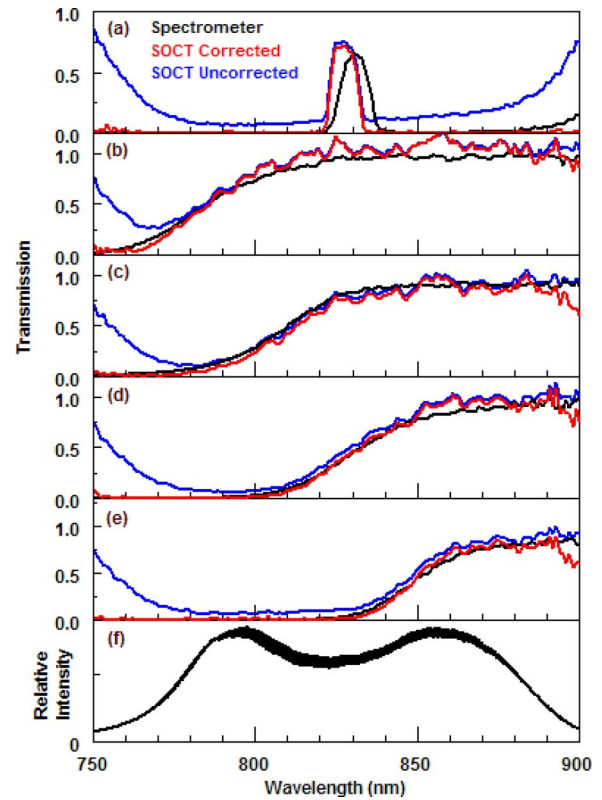 1.0
(a)
Spectrometer
SOCT Corrected
SOCT Uncorrected
0.5
0.0
1.0
(b)
0.5
0.0
1.0
(c)
0.5
0.0
1.0
(d)
0.5
0.0
1.0
(e)
0.5
0.0
(f)
0
Transmission
Relative
Intensity
750 800 850 900
Wavelength (nm)